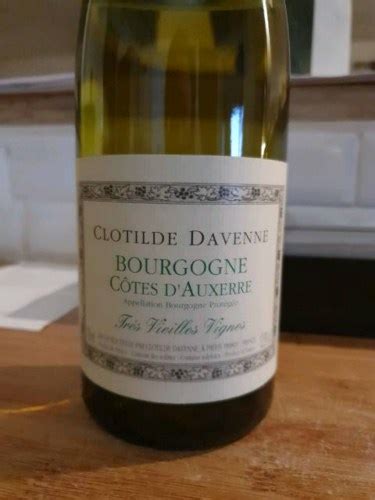 CLOTILDE DAVENNE
BOURGOGNE
CÔTES D'AUXERRE
Appellation Bourgogne Protégée
Très Vieilles Vignes